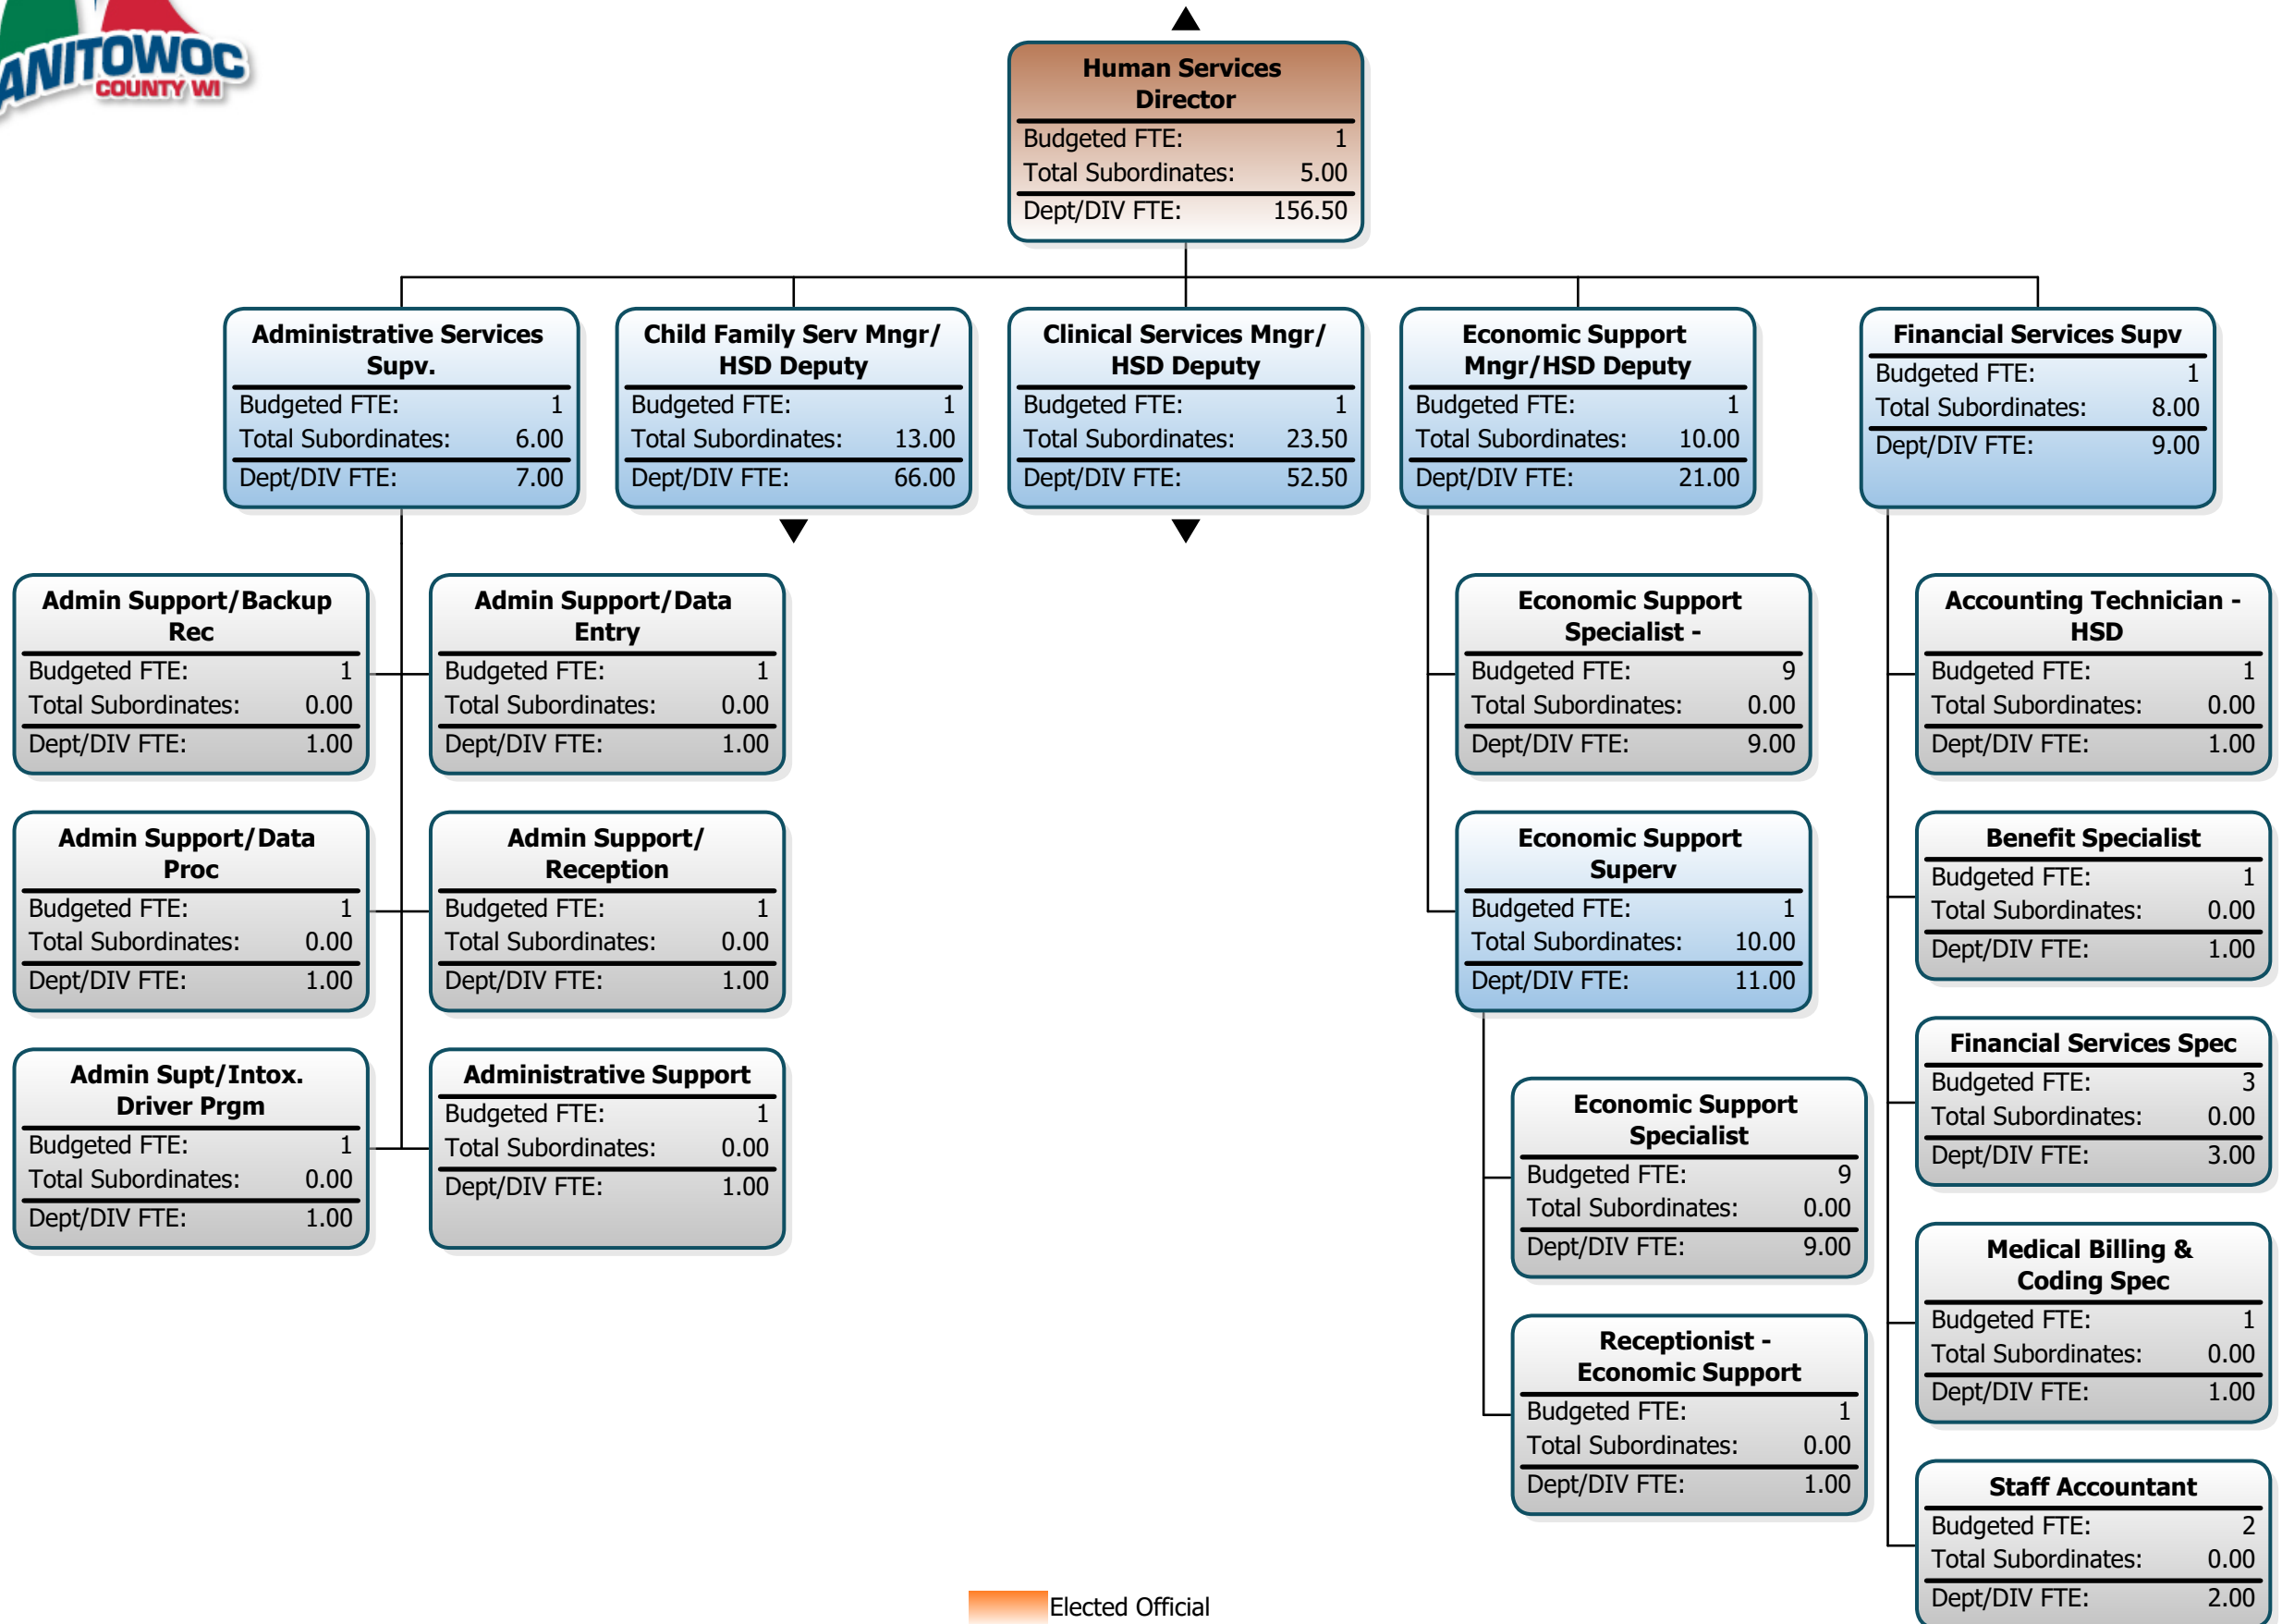 ANITOWOC
COUNTY WI
Human Services
Director
Budgeted FTE: 1
Total Subordinates: 5.00
Dept/DIV FTE: 156.50
Administrative Services
Supv.
Budgeted FTE: 1
Total Subordinates: 6.00
Dept/DIV FTE: 7.00
Child Family Serv Mngr/
HSD Deputy
Budgeted FTE: 1
Total Subordinates: 13.00
Dept/DIV FTE: 66.00
Clinical Services Mngr/
HSD Deputy
Budgeted FTE: 1
Total Subordinates: 23.50
Dept/DIV FTE: 52.50
Economic Support
Mngr/HSD Deputy
Budgeted FTE: 1
Total Subordinates: 10.00
Dept/DIV FTE: 21.00
Financial Services Supv
Budgeted FTE: 1
Total Subordinates: 8.00
Dept/DIV FTE: 9.00
Admin Support/Backup
Rec
Budgeted FTE: 1
Total Subordinates: 0.00
Dept/DIV FTE: 1.00
Admin Support/Data
Entry
Budgeted FTE: 1
Total Subordinates: 0.00
Dept/DIV FTE: 1.00
Admin Support/Data
Proc
Budgeted FTE: 1
Total Subordinates: 0.00
Dept/DIV FTE: 1.00
Admin Support/
Reception
Budgeted FTE: 1
Total Subordinates: 0.00
Dept/DIV FTE: 1.00
Admin Supt/Intox.
Driver Prgm
Budgeted FTE: 1
Total Subordinates: 0.00
Dept/DIV FTE: 1.00
Administrative Support
Budgeted FTE: 1
Total Subordinates: 0.00
Dept/DIV FTE: 1.00
Economic Support
Specialist -
Budgeted FTE: 9
Total Subordinates: 0.00
Dept/DIV FTE: 9.00
Economic Support
Superv
Budgeted FTE: 1
Total Subordinates: 10.00
Dept/DIV FTE: 11.00
Economic Support
Specialist
Budgeted FTE: 9
Total Subordinates: 0.00
Dept/DIV FTE: 9.00
Receptionist -
Economic Support
Budgeted FTE: 1
Total Subordinates: 0.00
Dept/DIV FTE: 1.00
Accounting Technician -
HSD
Budgeted FTE: 1
Total Subordinates: 0.00
Dept/DIV FTE: 1.00
Benefit Specialist
Budgeted FTE: 1
Total Subordinates: 0.00
Dept/DIV FTE: 1.00
Financial Services Spec
Budgeted FTE: 3
Total Subordinates: 0.00
Dept/DIV FTE: 3.00
Medical Billing &
Coding Spec
Budgeted FTE: 1
Total Subordinates: 0.00
Dept/DIV FTE: 1.00
Staff Accountant
Budgeted FTE: 2
Total Subordinates: 0.00
Dept/DIV FTE: 2.00
Elected Official